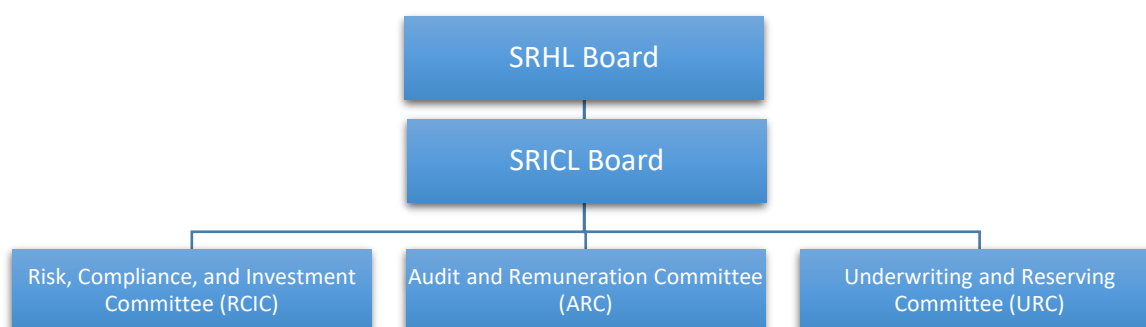 SRHL Board
SRICL Board
Risk, Compliance, and Investment
Committee (RCIC)
Audit and Remuneration Committee
(ARC)
Underwriting and Reserving
Committee (URC)